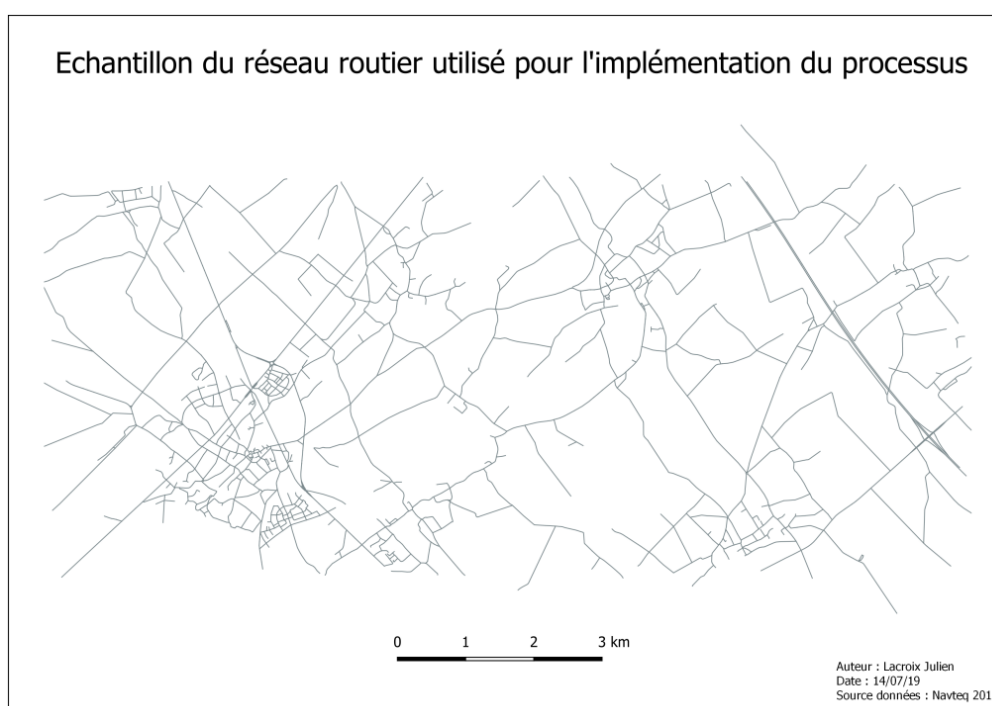 Echantillon du réseau routier utilisé pour l'implémentation du processus
0 1 2 3 km
Auteur : Lacroix Julien
Date : 14/07/19
Source données : Navteq 201